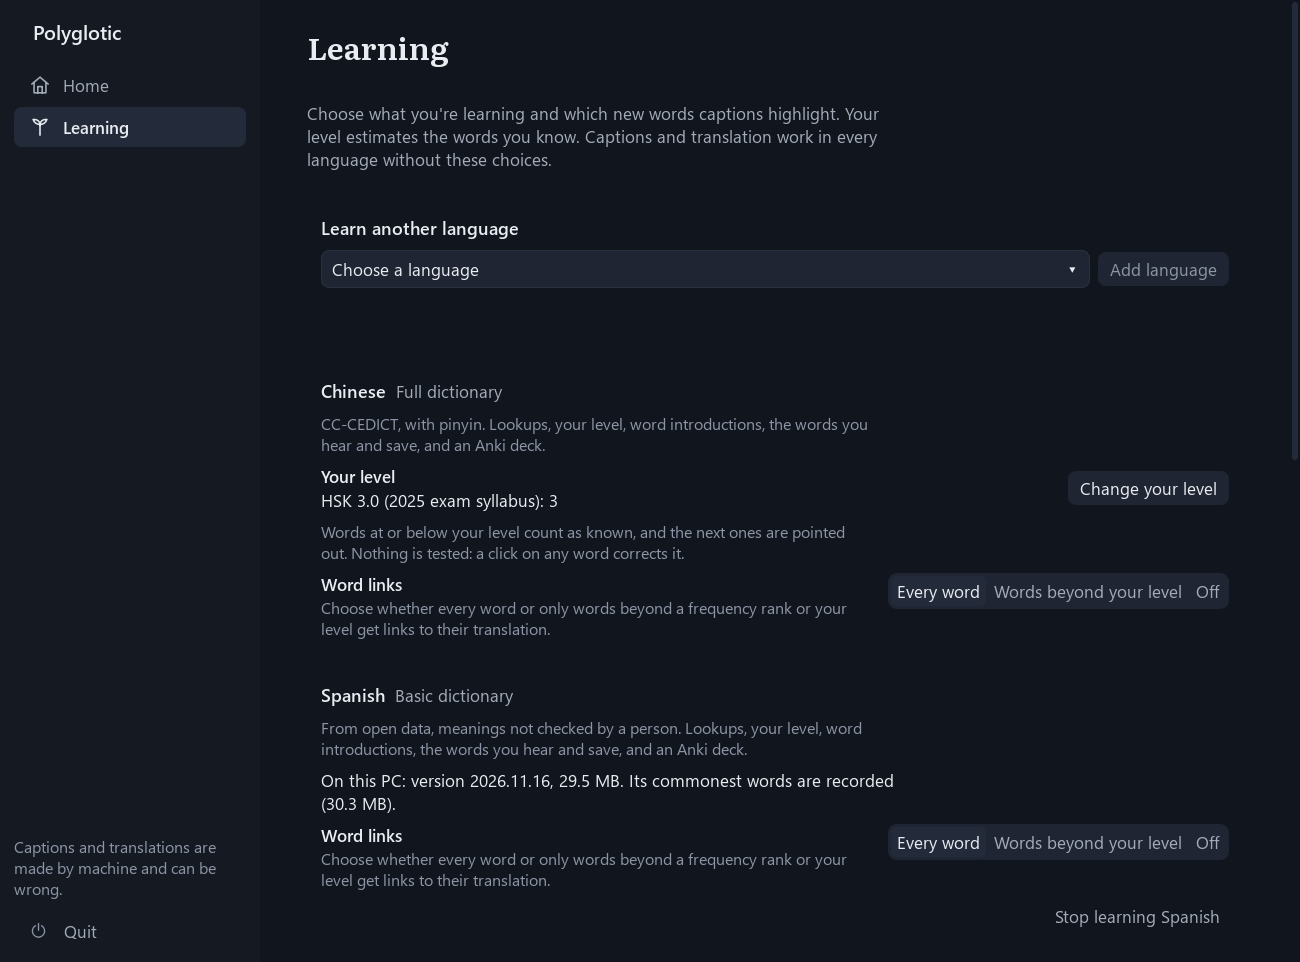 Polyglotic
Home
Learning
Captions and translations are
made by machine and can be
wrong.
Quit
Learning
Choose what you're learning and which new words captions highlight. Your
level estimates the words you know. Captions and translation work in every
language without these choices.
Learn another language
Choose a language
Add language
Chinese Full dictionary
CC-CEDICT, with pinyin. Lookups, your level, word introductions, the words you
hear and save, and an Anki deck.
Your level
HSK 3.0 (2025 exam syllabus): 3
Change your level
Words at or below your level count as known, and the next ones are pointed
out. Nothing is tested: a click on any word corrects it.
Word links
Choose whether every word or only words beyond a frequency rank or your
level get links to their translation.
Every word Words beyond your level Off
Spanish Basic dictionary
From open data, meanings not checked by a person. Lookups, your level, word
introductions, the words you hear and save, and an Anki deck.
On this PC: version 2026.11.16, 29.5 MB. Its commonest words are recorded
(30.3 MB).
Word links
Choose whether every word or only words beyond a frequency rank or your
level get links to their translation.
Every word Words beyond your level Off
Stop learning Spanish